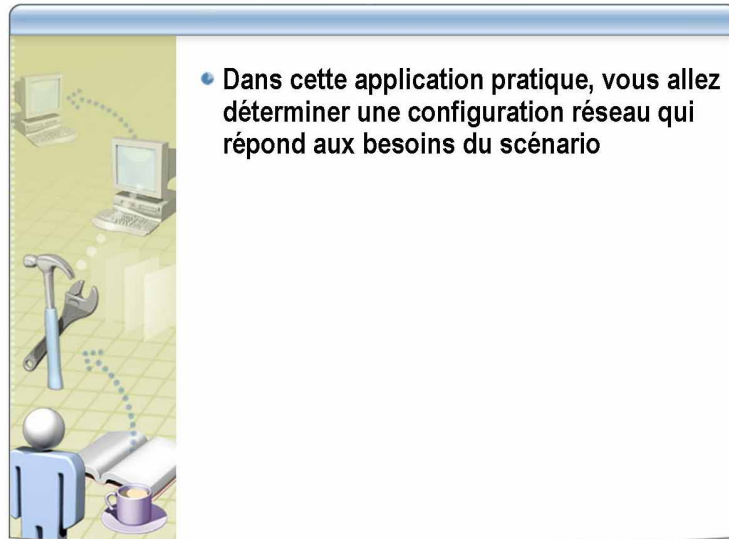 Dans cette application pratique, vous allez
déterminer une configuration réseau qui
répond aux besoins du scénario